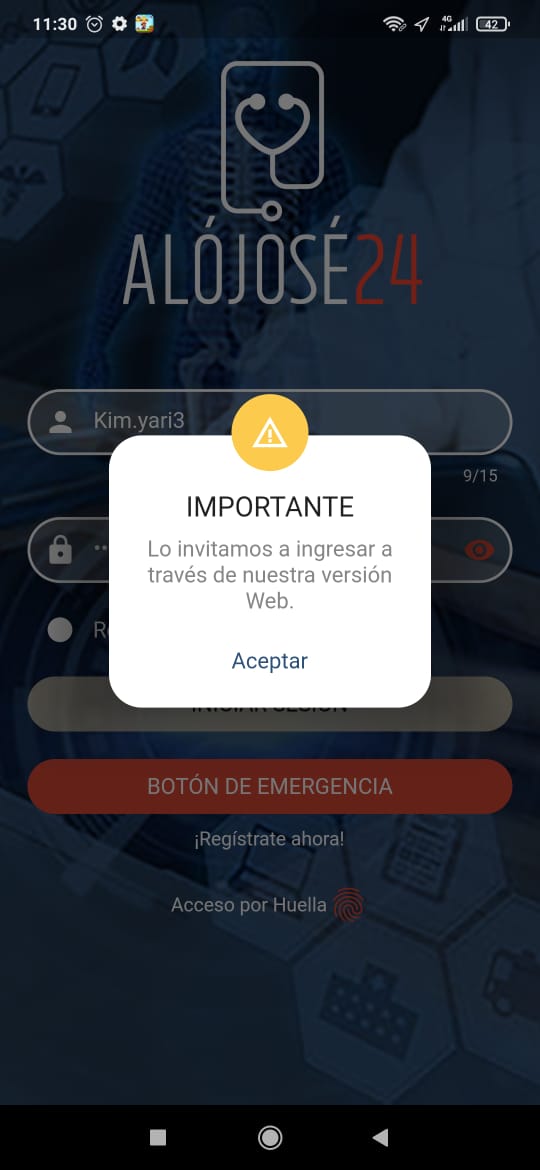 11:30
4G
42
ALÓJOSÉ24
Kim.yari3
9/15
IMPORTANTE
Lo invitamos a ingresar a
través de nuestra versión
Web.
Aceptar
INICIAR SESIÓN
BOTÓN DE EMERGENCIA
¡Regístrate ahora!
Acceso por Huella